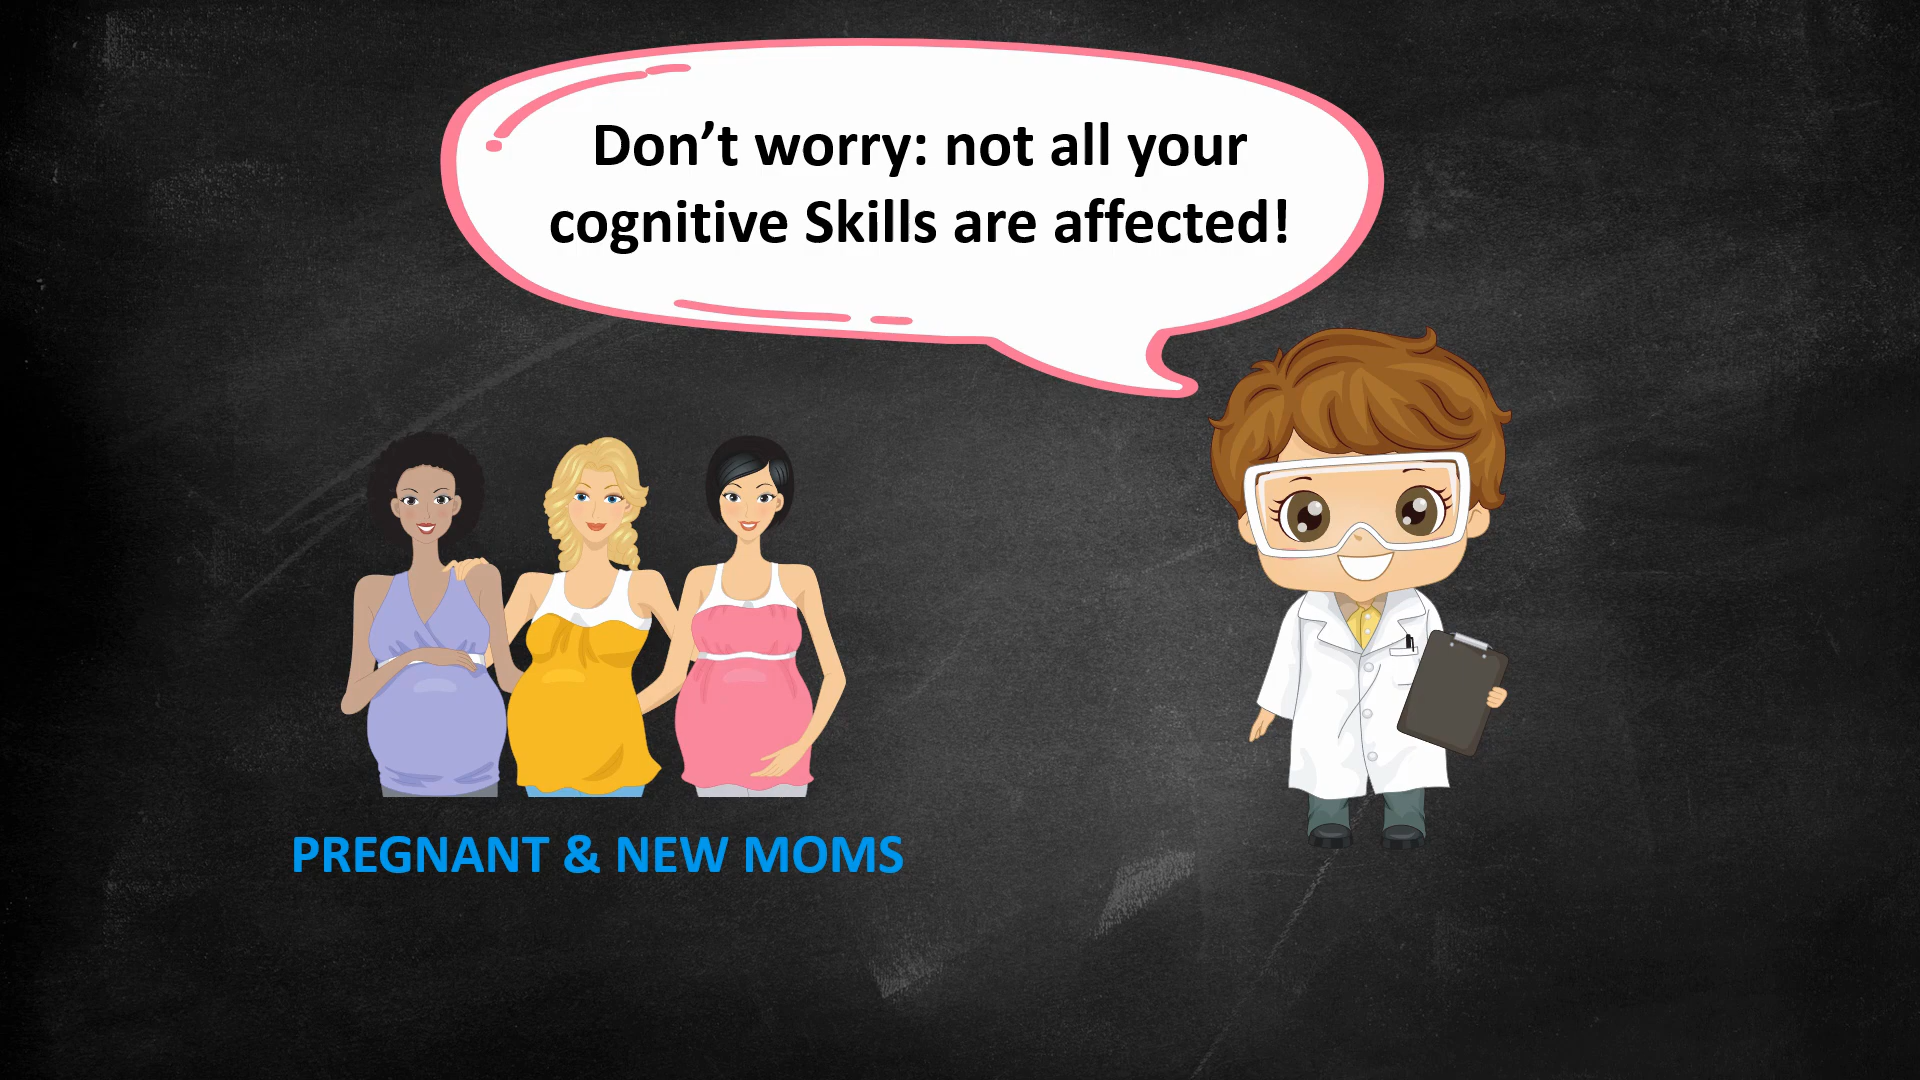 Don’t worry: not all your
cognitive Skills are affected!
PREGNANT & NEW MOMS